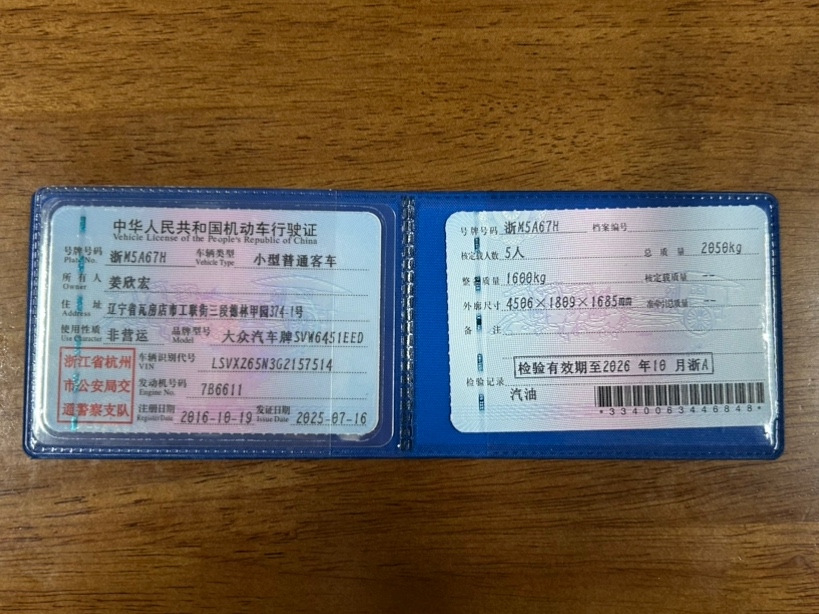 中华人民共和国机动车行驶证
Vehicle License of the People's Republic of China
号牌号码 Plate No. 浙M5A67H 车辆类型 Vehicle Type 小型普通客车
所有人 Owner 姜欣宏
住址 Address 辽宁省瓦房店市工联街三段德林甲园374-1号
使用性质 Use Character 非营运 品牌型号 Model 大众汽车牌SVW6451EED
浙江省杭州
市公安局交
通警察支队
车辆识别代号 VIN LSVXZ65N3G2157514
发动机号码 Engine No. 7B6611
注册日期 Register Date 2016-10-19 发证日期 Issue Date 2025-07-16
号牌号码 浙M5A67H 档案编号
核定载人数 5人 总质量 2050kg
整备质量 1600kg 核定载质量 --
外廓尺寸 4506×1809×1685mm 准牵引总质量 --
备注
检验有效期至2026年10月浙A
检验记录
汽油
*3340063446848*